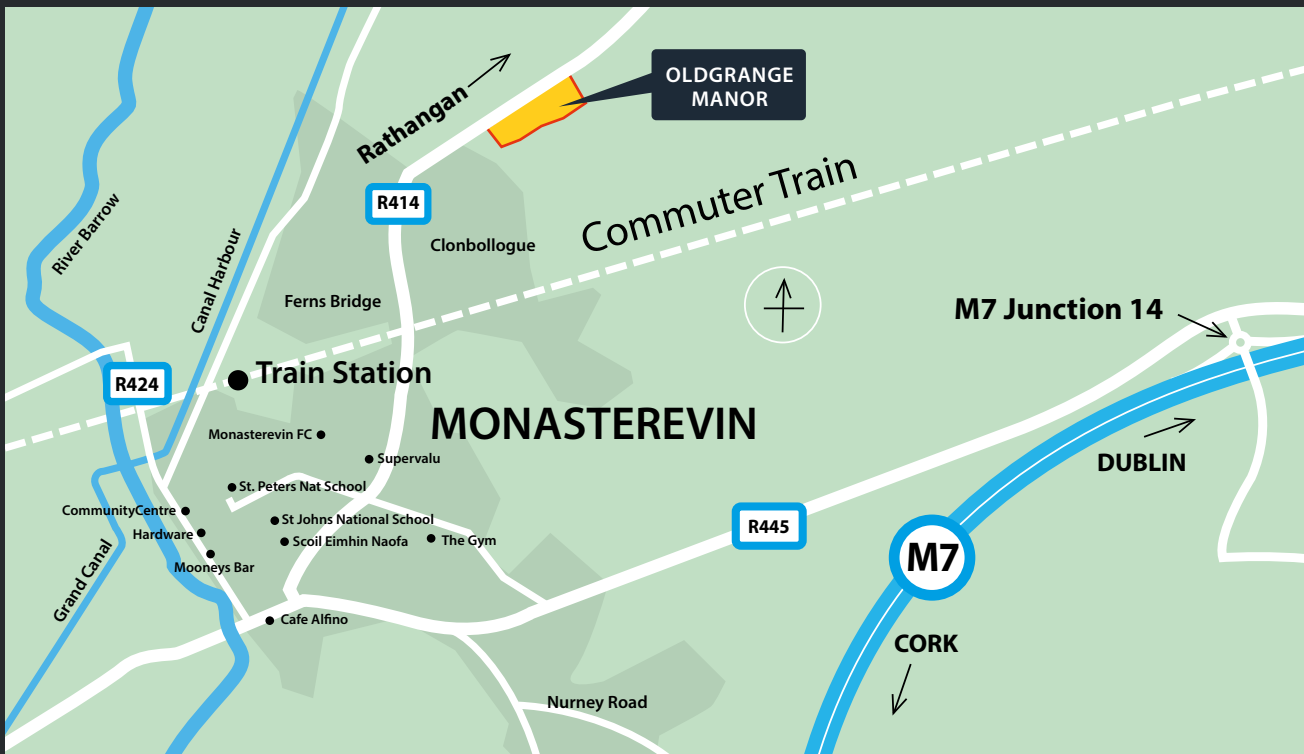 OLDGRANGE
MANOR
Rathangan
Commuter Train
R414
River Barrow
Canal Harbour
Clonbollogue
Ferns Bridge
M7 Junction 14
Train Station
R424
MONASTEREVIN
Monasterevin FC
Supervalu
DUBLIN
St. Peters Nat School
CommunityCentre
St Johns National School
R445
Hardware
Scoil Eimhin Naofa
The Gym
Mooneys Bar
M7
Grand Canal
Cafe Alfino
CORK
Nurney Road